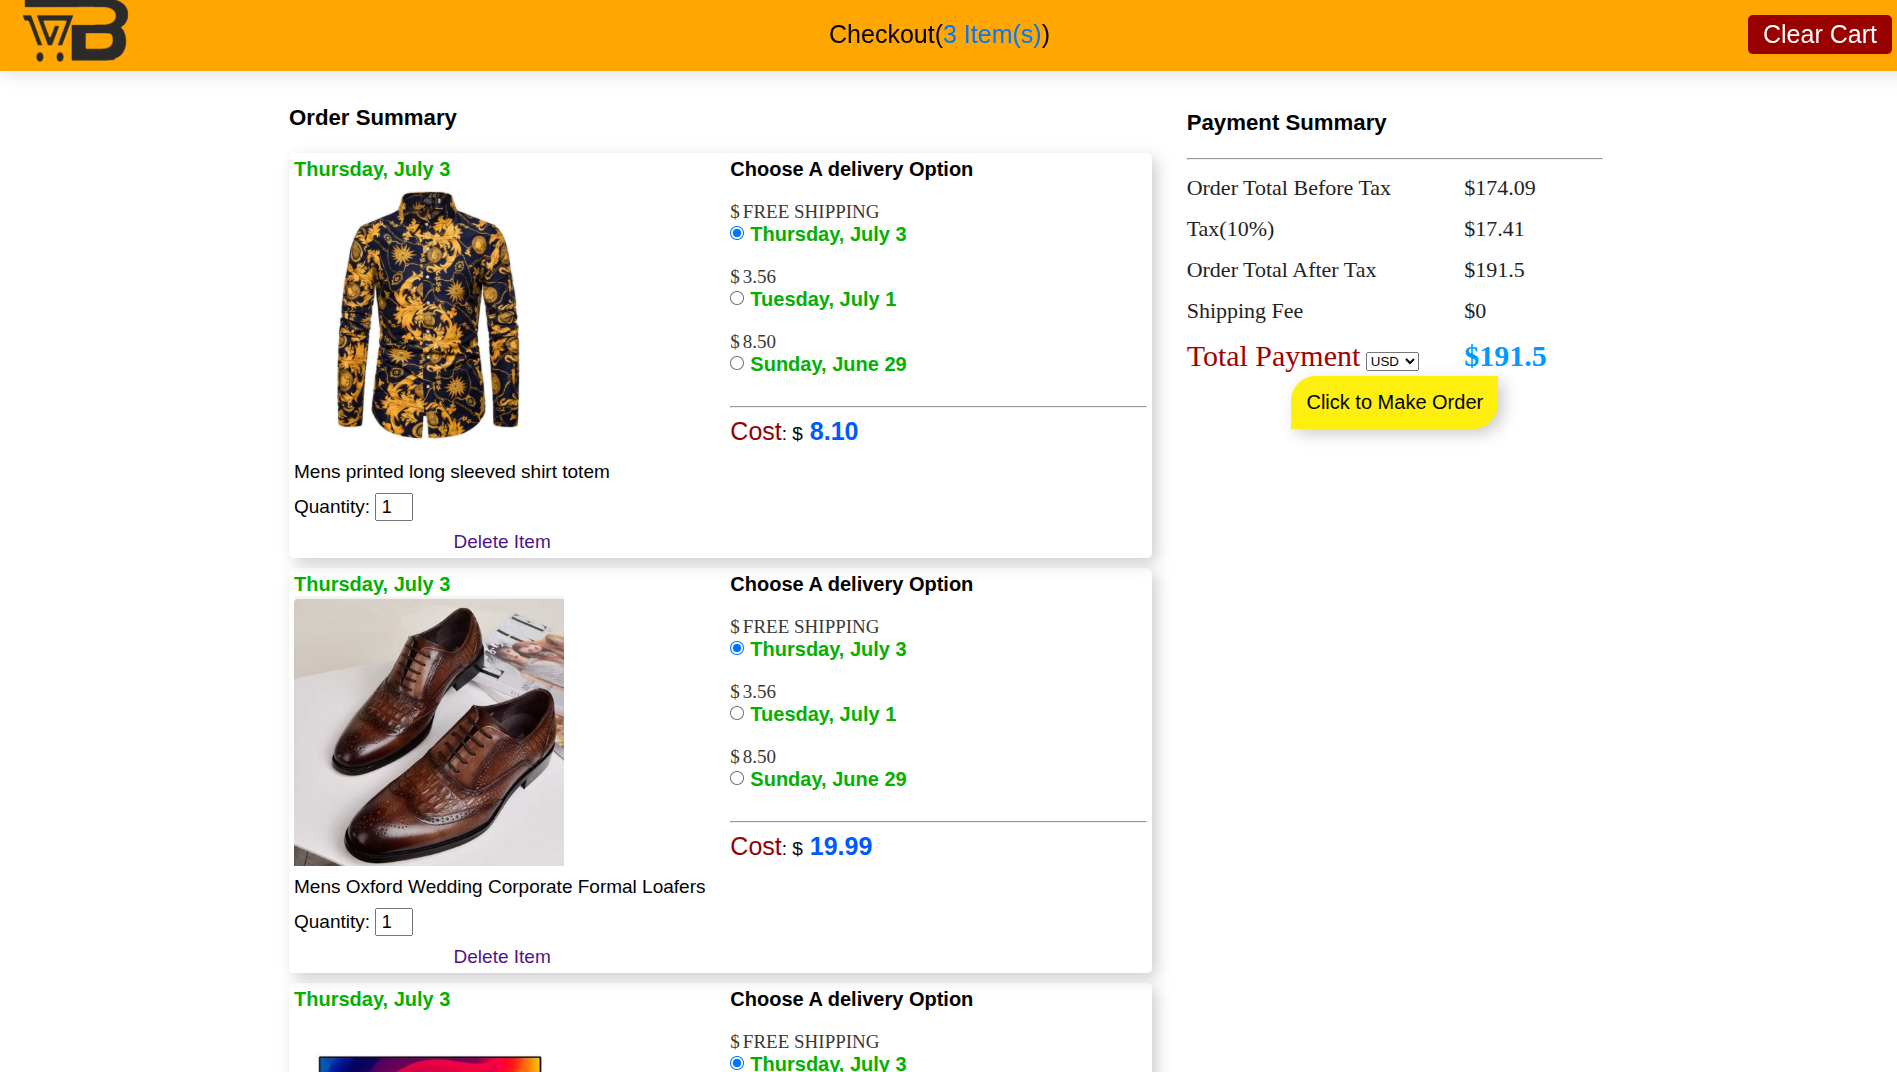 B
Checkout(3 Item(s))
Clear Cart
Order Summary
Thursday, July 3
Mens printed long sleeved shirt totem
Quantity: 1
Delete Item
Choose A delivery Option
$ FREE SHIPPING
Thursday, July 3
$ 3.56
Tuesday, July 1
$ 8.50
Sunday, June 29
Cost: $ 8.10
Thursday, July 3
Mens Oxford Wedding Corporate Formal Loafers
Quantity: 1
Delete Item
Choose A delivery Option
$ FREE SHIPPING
Thursday, July 3
$ 3.56
Tuesday, July 1
$ 8.50
Sunday, June 29
Cost: $ 19.99
Thursday, July 3
Choose A delivery Option
$ FREE SHIPPING
Thursday, July 3
Payment Summary
Order Total Before Tax $174.09
Tax(10%) $17.41
Order Total After Tax $191.5
Shipping Fee $0
Total Payment USD $191.5
Click to Make Order